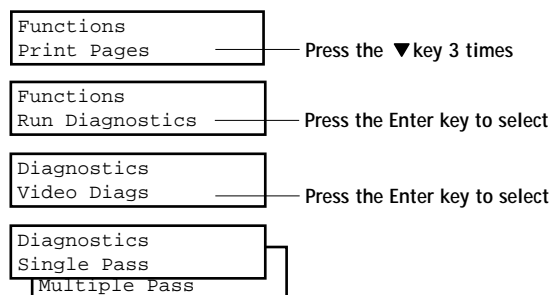 Functions
Print Pages Press the ▼ key 3 times
Functions
Run Diagnostics Press the Enter key to select
Diagnostics
Video Diags Press the Enter key to select
Diagnostics
Single Pass
Multiple Pass